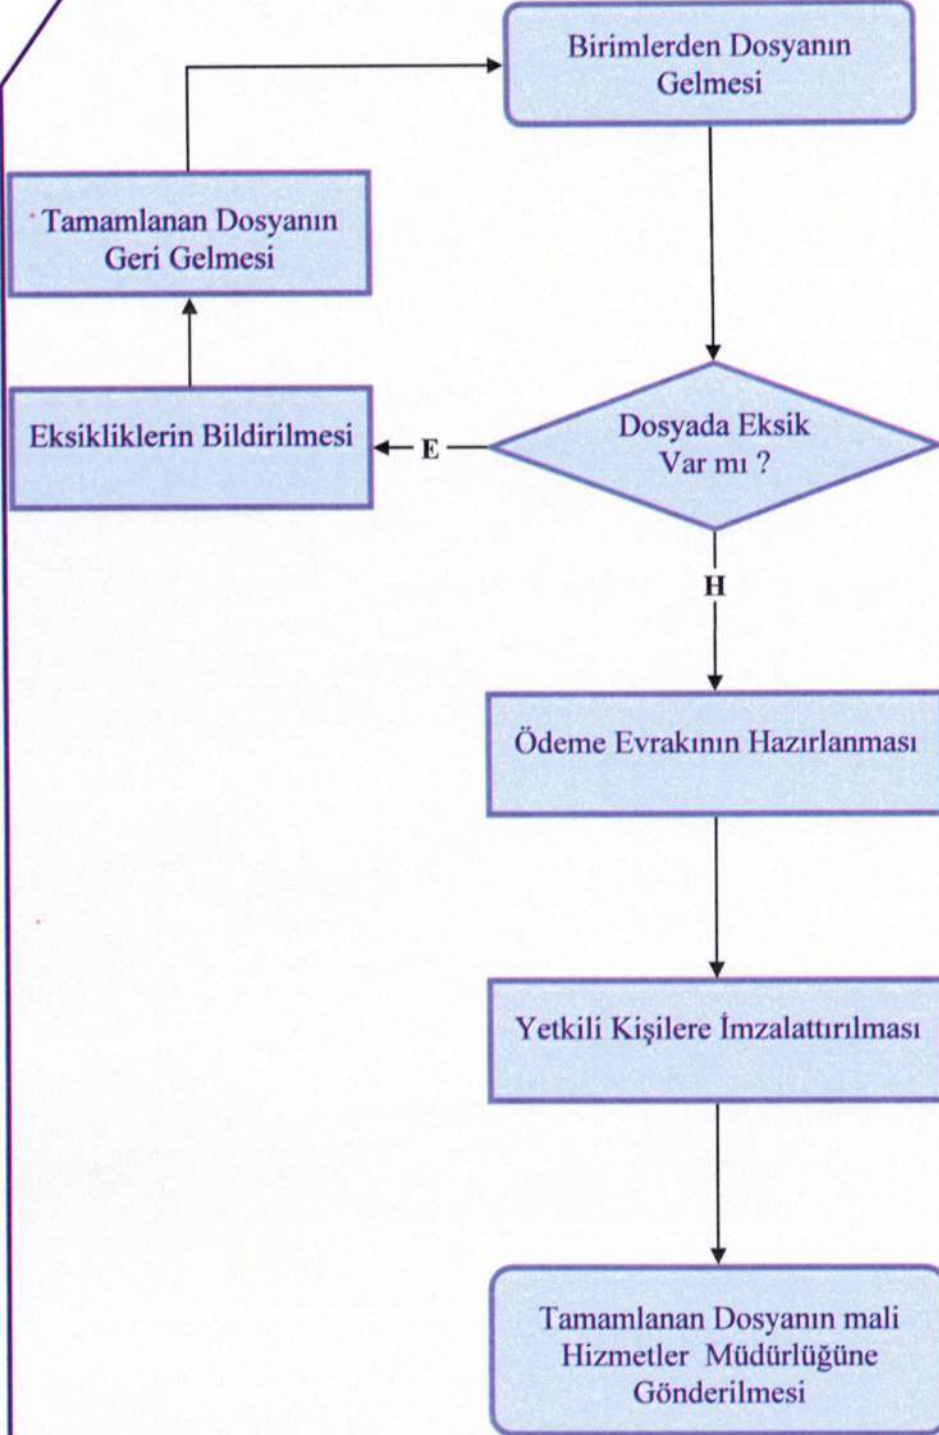 Birimlerden Dosyanın
Gelmesi
Tamamlanan Dosyanın
Geri Gelmesi
Eksikliklerin Bildirilmesi
E
Dosyada Eksik
Var mı ?
H
Ödeme Evrakının Hazırlanması
Yetkili Kişilere İmzalattırılması
Tamamlanan Dosyanın mali
Hizmetler Müdürlüğüne
Gönderilmesi